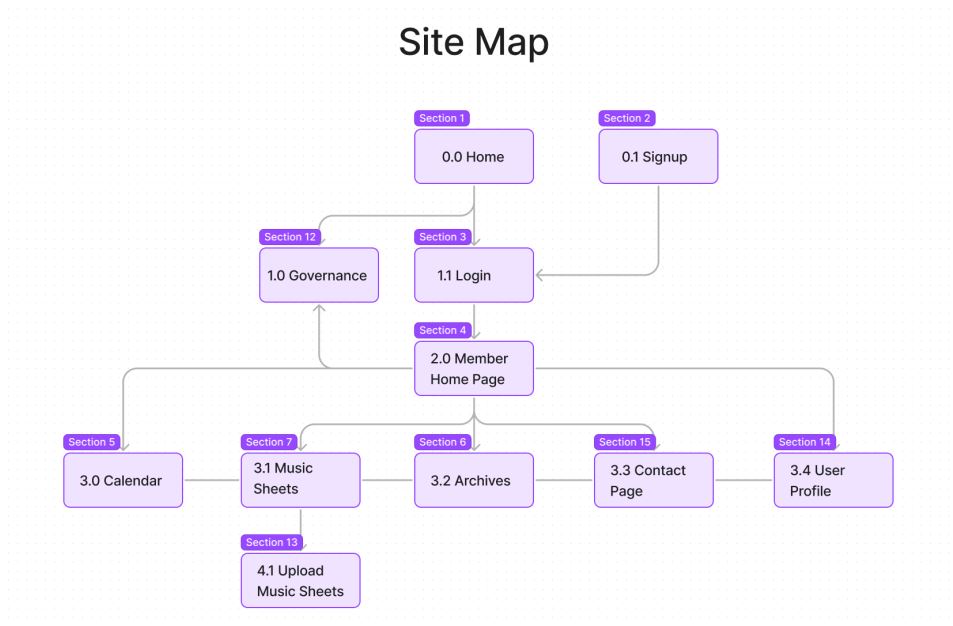 Site Map
Section 1
0.0 Home
Section 2
0.1 Signup
Section 12
1.0 Governance
Section 3
1.1 Login
Section 4
2.0 Member
Home Page
Section 5
3.0 Calendar
Section 7
3.1 Music
Sheets
Section 6
3.2 Archives
Section 15
3.3 Contact
Page
Section 14
3.4 User
Profile
Section 13
4.1 Upload
Music Sheets